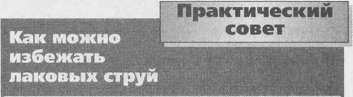 Практический
совет
Как можно
избежать
лаковых струй